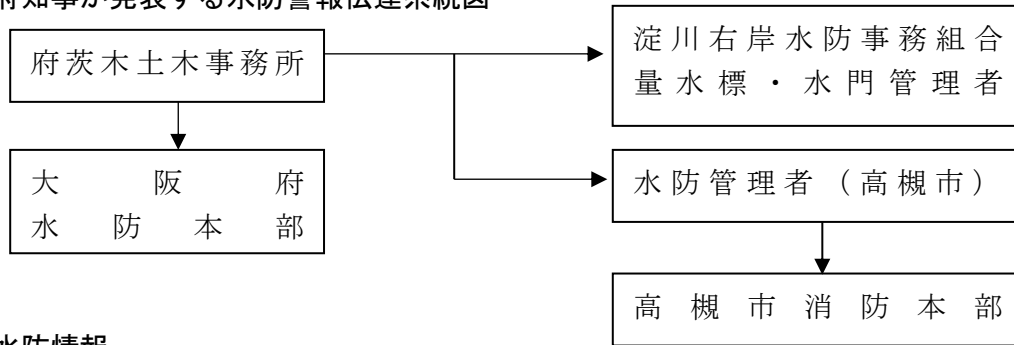 府知事が発表する水防警報伝達系統図
府茨木土木事務所
淀川右岸水防事務組合
量水標・水門管理者
大阪府
水防本部
水防管理者（高槻市）
高槻市消防本部
水防情報